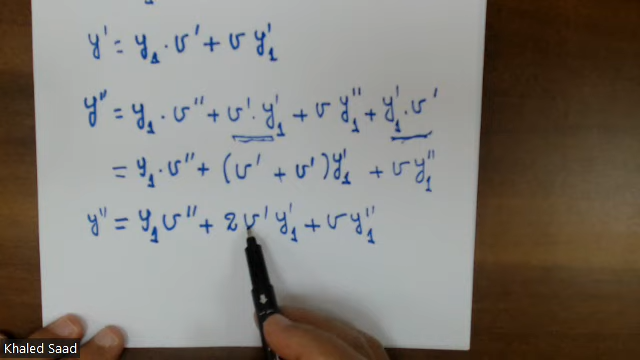 y' = y₁ · v' + v y₁'
y'' = y₁ · v'' + v' · y₁' + v y₁'' + y₁' · v'
= y₁ · v'' + (v' + v') y₁' + v y₁''
y'' = y₁ v'' + 2 v' y₁' + v y₁''
Khaled Saad